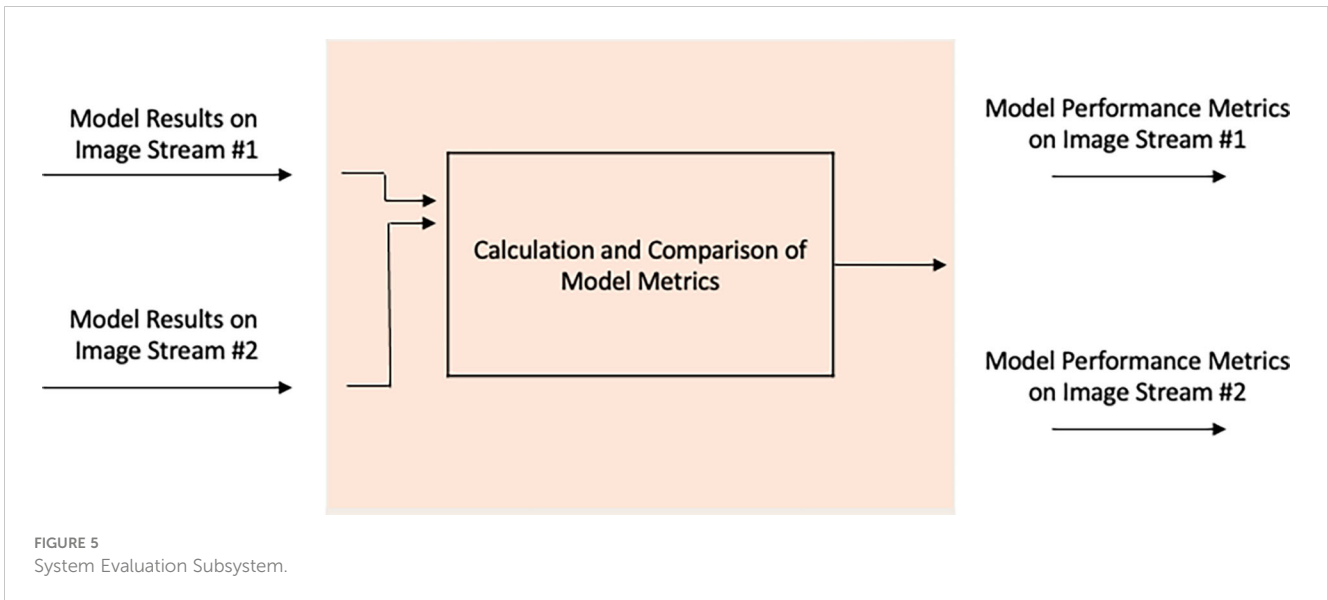 Model Results on
Image Stream #1
Model Results on
Image Stream #2
Calculation and Comparison of
Model Metrics
Model Performance Metrics
on Image Stream #1
Model Performance Metrics
on Image Stream #2
FIGURE 5
System Evaluation Subsystem.